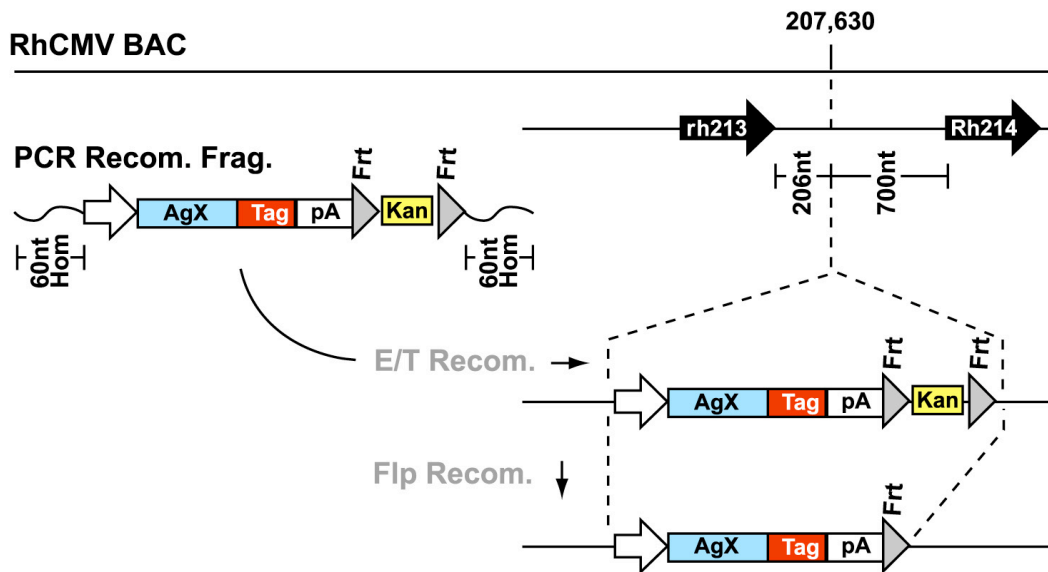 207,630
RhCMV BAC
rh213
Rh214
PCR Recom. Frag.
Frt
Frt
206nt
700nt
AgX
Tag
pA
Kan
60nt
Hom
60nt
Hom
E/T Recom.
Frt
Frt
AgX
Tag
pA
Kan
Flp Recom.
Frt
AgX
Tag
pA